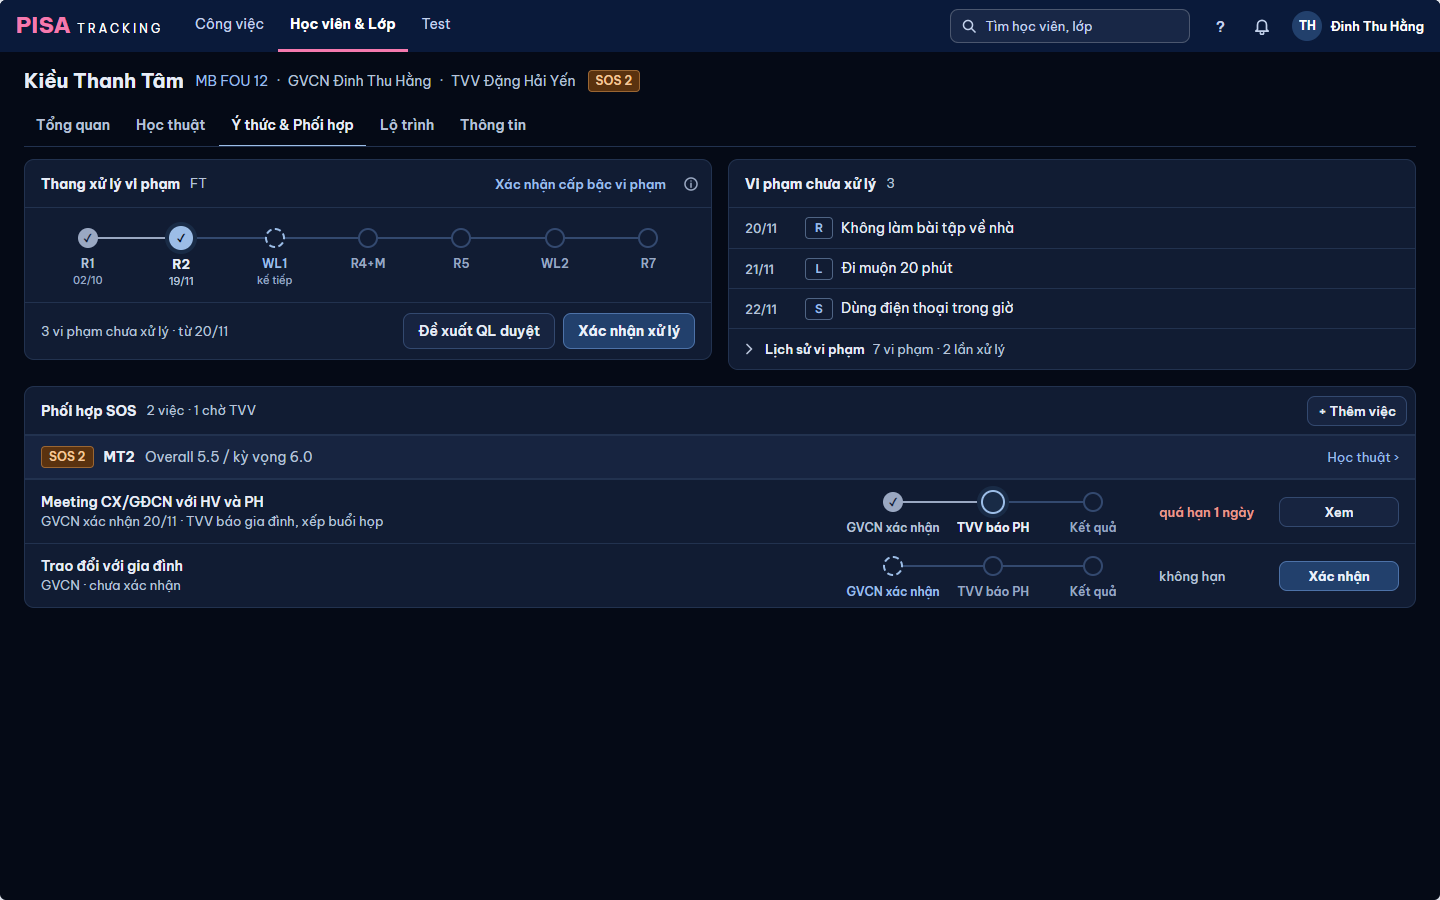 PISA TRACKING
Công việc
Học viên & Lớp
Test
Tìm học viên, lớp
?
TH
Đinh Thu Hằng
Kiều Thanh Tâm
MB FOU 12 · GVCN Đinh Thu Hằng · TVV Đặng Hải Yến
SOS 2
Tổng quan
Học thuật
Ý thức & Phối hợp
Lộ trình
Thông tin
Thang xử lý vi phạm FT
Xác nhận cấp bậc vi phạm
R1
02/10
R2
19/11
WL1
kế tiếp
R4+M
R5
WL2
R7
3 vi phạm chưa xử lý · từ 20/11
Đề xuất QL duyệt
Xác nhận xử lý
Vi phạm chưa xử lý 3
20/11 R Không làm bài tập về nhà
21/11 L Đi muộn 20 phút
22/11 S Dùng điện thoại trong giờ
Lịch sử vi phạm 7 vi phạm · 2 lần xử lý
Phối hợp SOS 2 việc · 1 chờ TVV
+ Thêm việc
SOS 2 MT2 Overall 5.5 / kỳ vọng 6.0
Học thuật ›
Meeting CX/GĐCN với HV và PH
GVCN xác nhận 20/11 · TVV báo gia đình, xếp buổi họp
GVCN xác nhận
TVV báo PH
Kết quả
quá hạn 1 ngày
Xem
Trao đổi với gia đình
GVCN · chưa xác nhận
GVCN xác nhận
TVV báo PH
Kết quả
không hạn
Xác nhận